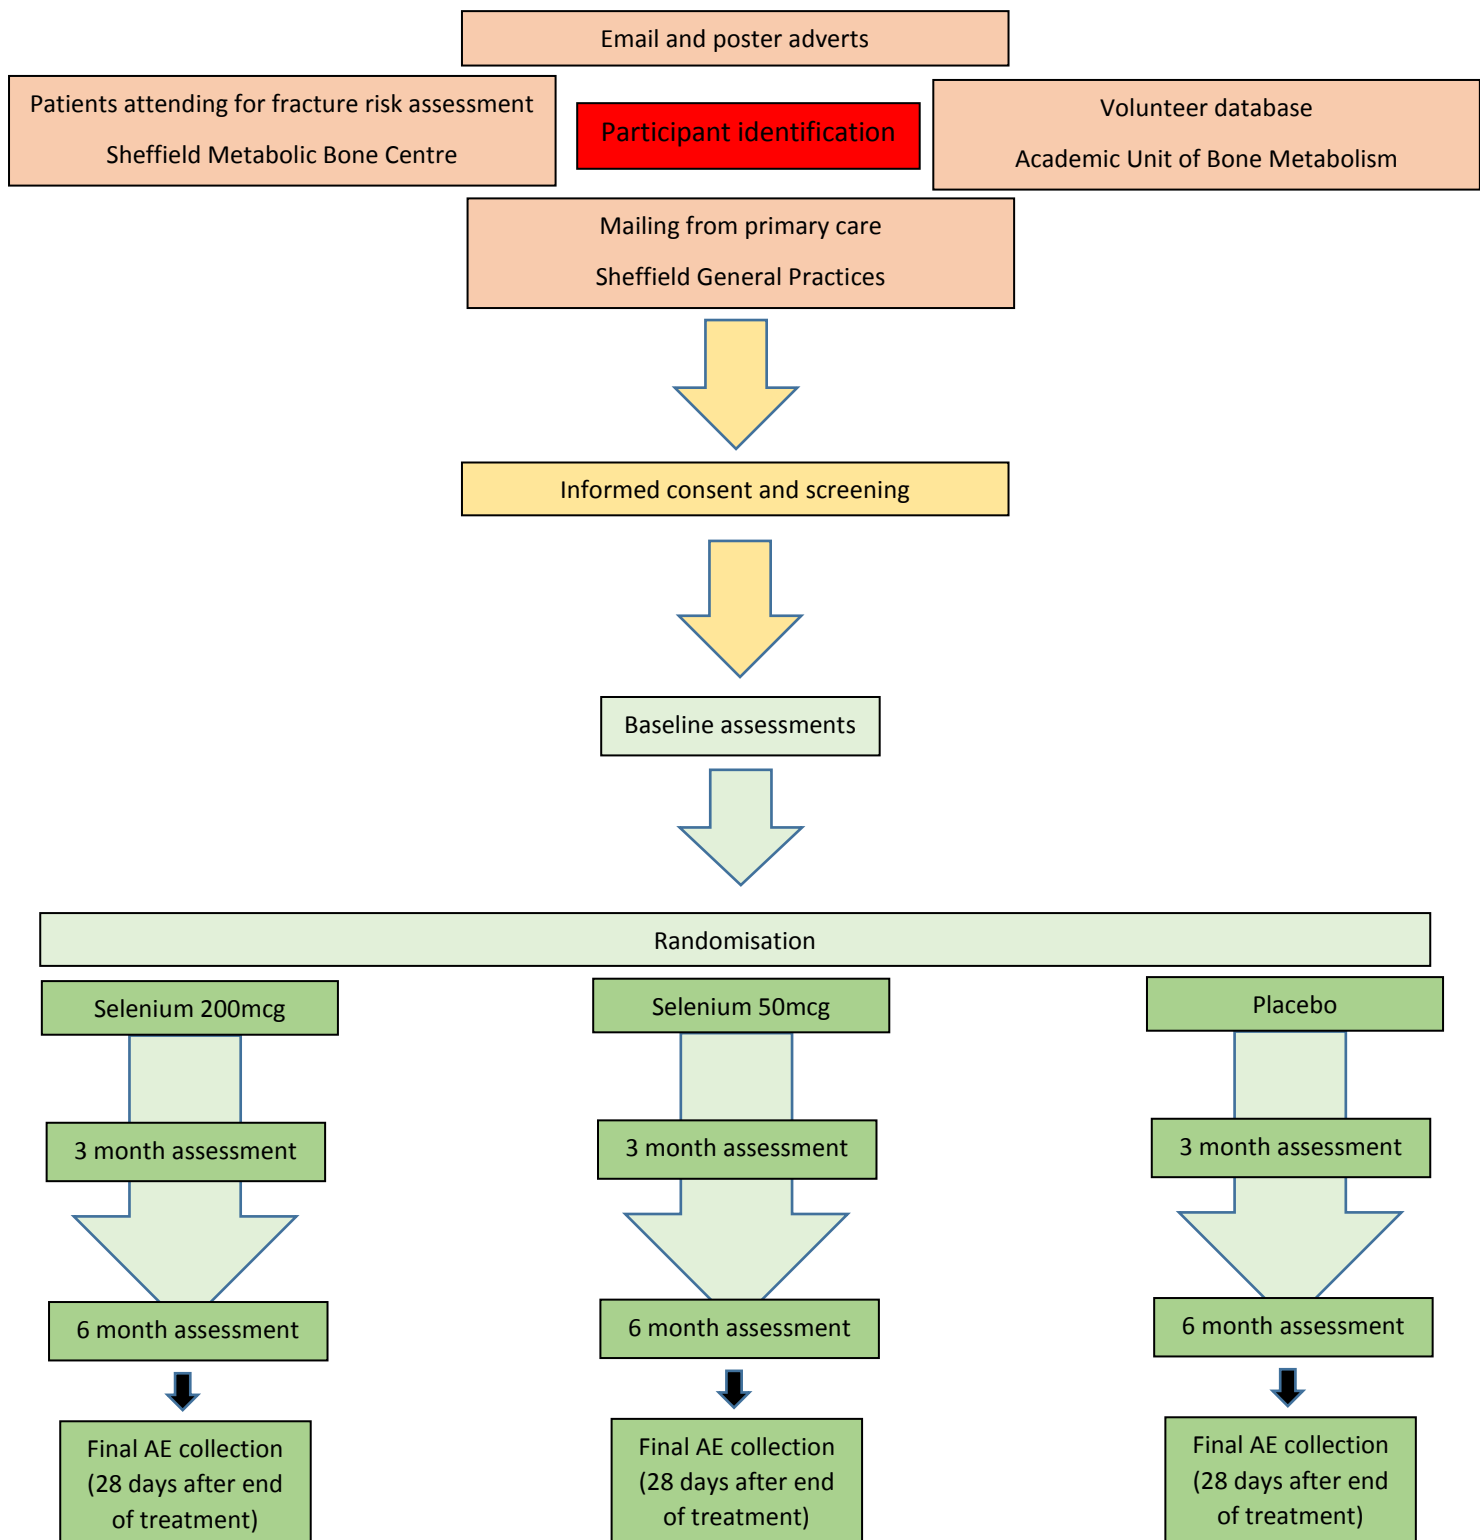 Email and poster adverts
Patients attending for fracture risk assessment
Sheffield Metabolic Bone Centre
Participant identification
Volunteer database
Academic Unit of Bone Metabolism
Mailing from primary care
Sheffield General Practices
Informed consent and screening
Baseline assessments
Randomisation
Selenium 200mcg
Selenium 50mcg
Placebo
3 month assessment
3 month assessment
3 month assessment
6 month assessment
6 month assessment
6 month assessment
Final AE collection
(28 days after end
of treatment)
Final AE collection
(28 days after end
of treatment)
Final AE collection
(28 days after end
of treatment)